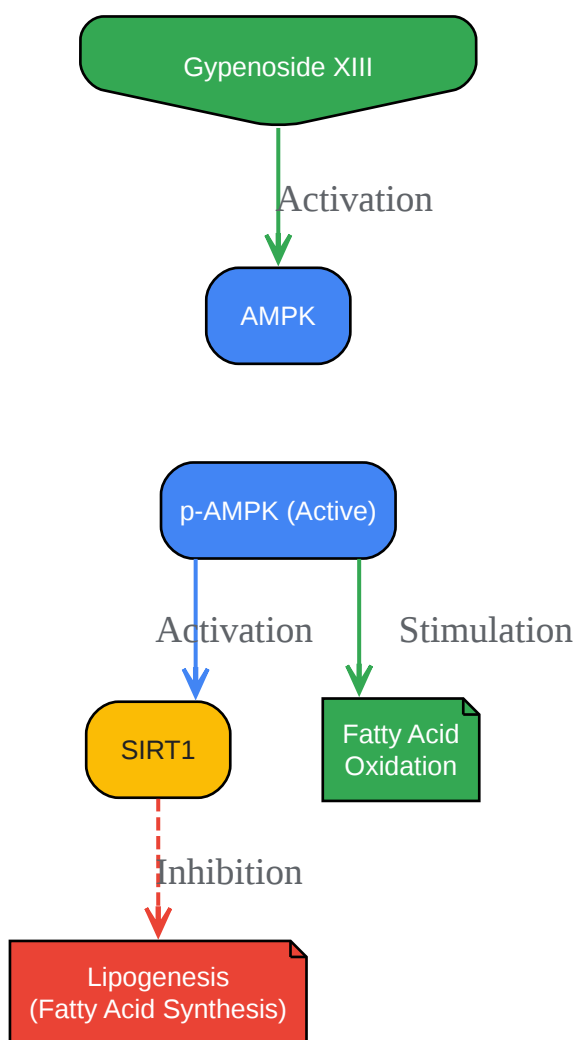 Gypenoside XIII
Activation
AMPK
p-AMPK (Active)
Activation
Stimulation
SIRT1
Fatty Acid
Oxidation
Inhibition
Lipogenesis
(Fatty Acid Synthesis)